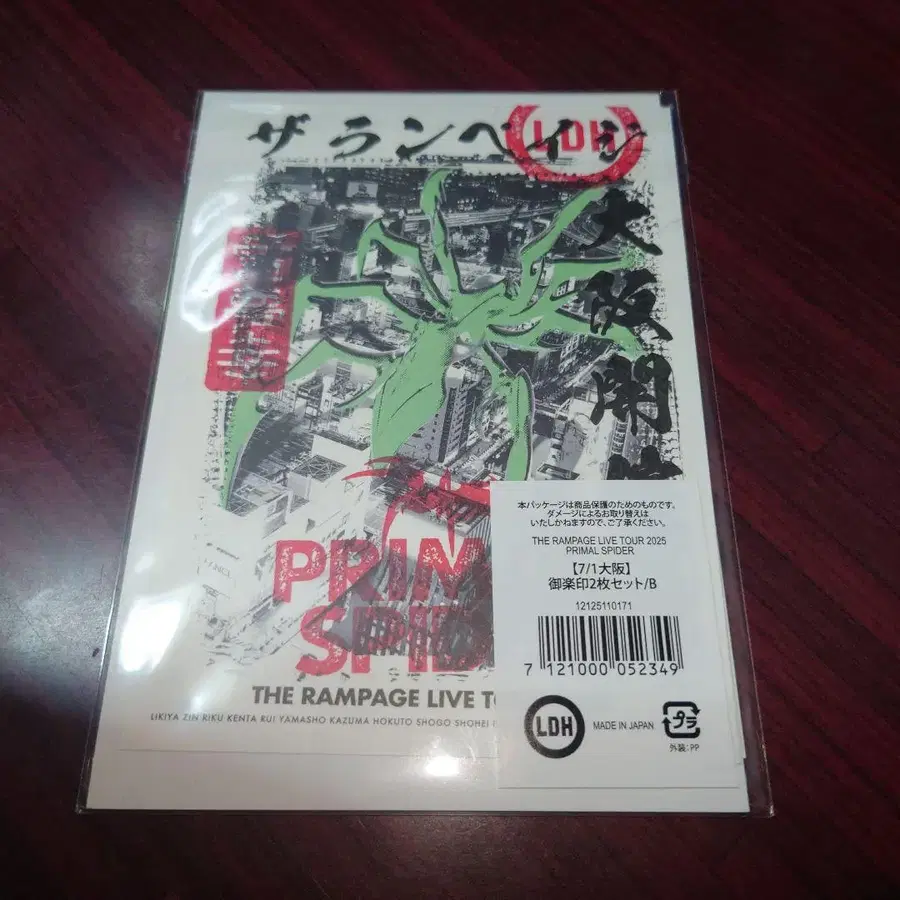 ザ ランペイジ
LDH
大阪開
PRIM
SPID
THE RAMPAGE LIVE TO
LIKIYA ZIN RIKU KENTA RUI YAMASHO KAZUMA HOKUTO SHOGO SHOHEI
本パッケージは商品保護のためのものです。
ダメージによるお取り替えは
いたしかねますので、ご了承ください。
THE RAMPAGE LIVE TOUR 2025
PRIMAL SPIDER
【7/1大阪】
御楽印2枚セット/B
12125110171
7 121000 052349
LDH
MADE IN JAPAN
プラ
外装:PP